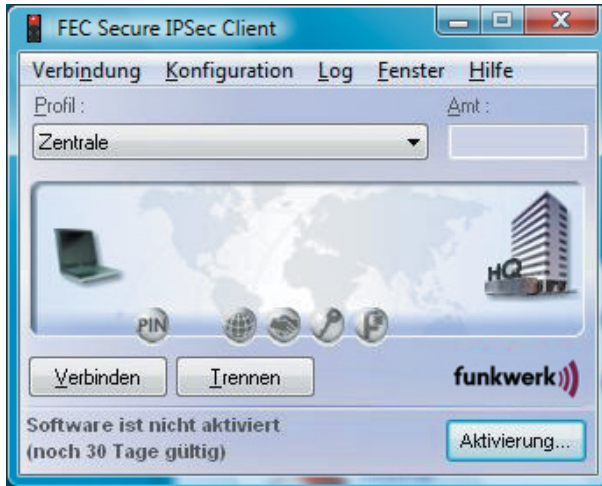 FEC Secure IPSec Client
Verbindung Konfiguration Log Fenster Hilfe
Profil : Amt :
Zentrale
HQ
PIN
Verbinden Trennen funkwerk
Software ist nicht aktiviert
(noch 30 Tage gültig)
Aktivierung...